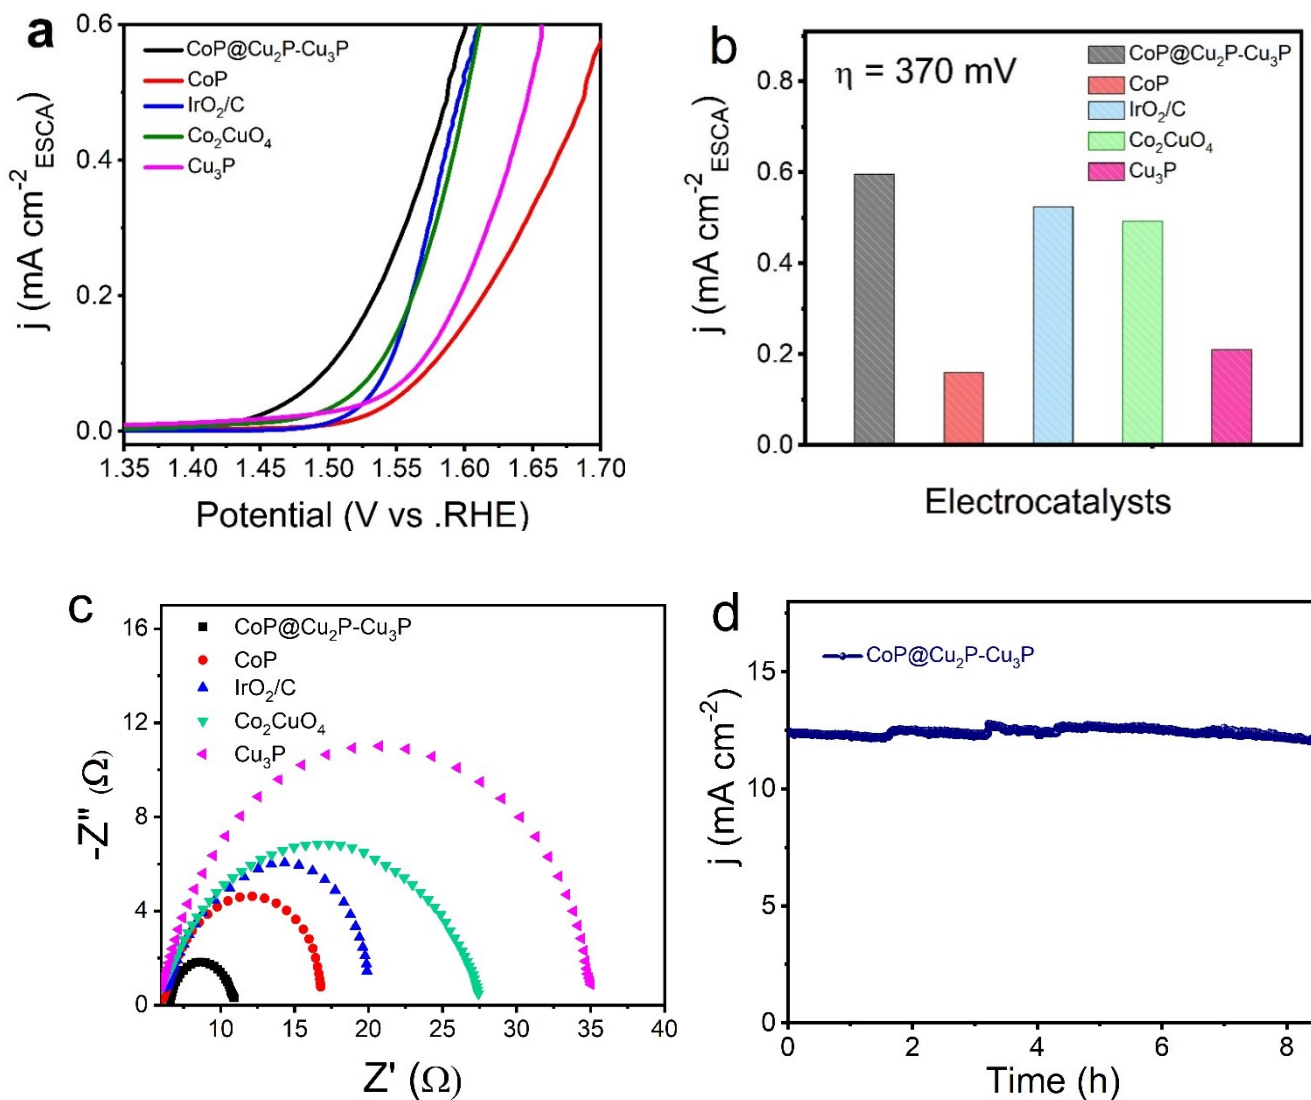 a
CoP@Cu₂P-Cu₃P
CoP
IrO₂/C
Co₂CuO₄
Cu₃P
j (mA cm⁻²ESCA)
0.6
0.4
0.2
0.0
1.35 1.40 1.45 1.50 1.55 1.60 1.65 1.70
Potential (V vs .RHE)
b
η = 370 mV
CoP@Cu₂P-Cu₃P
CoP
IrO₂/C
Co₂CuO₄
Cu₃P
j (mA cm⁻²ESCA)
0.8
0.6
0.4
0.2
0.0
Electrocatalysts
c
CoP@Cu₂P-Cu₃P
CoP
IrO₂/C
Co₂CuO₄
Cu₃P
-Z" (Ω)
16
12
8
4
0
10 15 20 25 30 35 40
Z' (Ω)
d
CoP@Cu₂P-Cu₃P
j (mA cm⁻²)
15
10
5
0
0 2 4 6 8
Time (h)